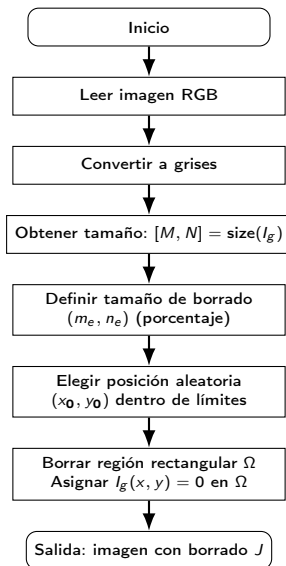 Inicio
Leer imagen RGB
Convertir a grises
Obtener tamaño: [M, N] = size(I_g)
Definir tamaño de borrado
(m_e, n_e) (porcentaje)
Elegir posición aleatoria
(x_0, y_0) dentro de límites
Borrar región rectangular Ω
Asignar I_g(x, y) = 0 en Ω
Salida: imagen con borrado J